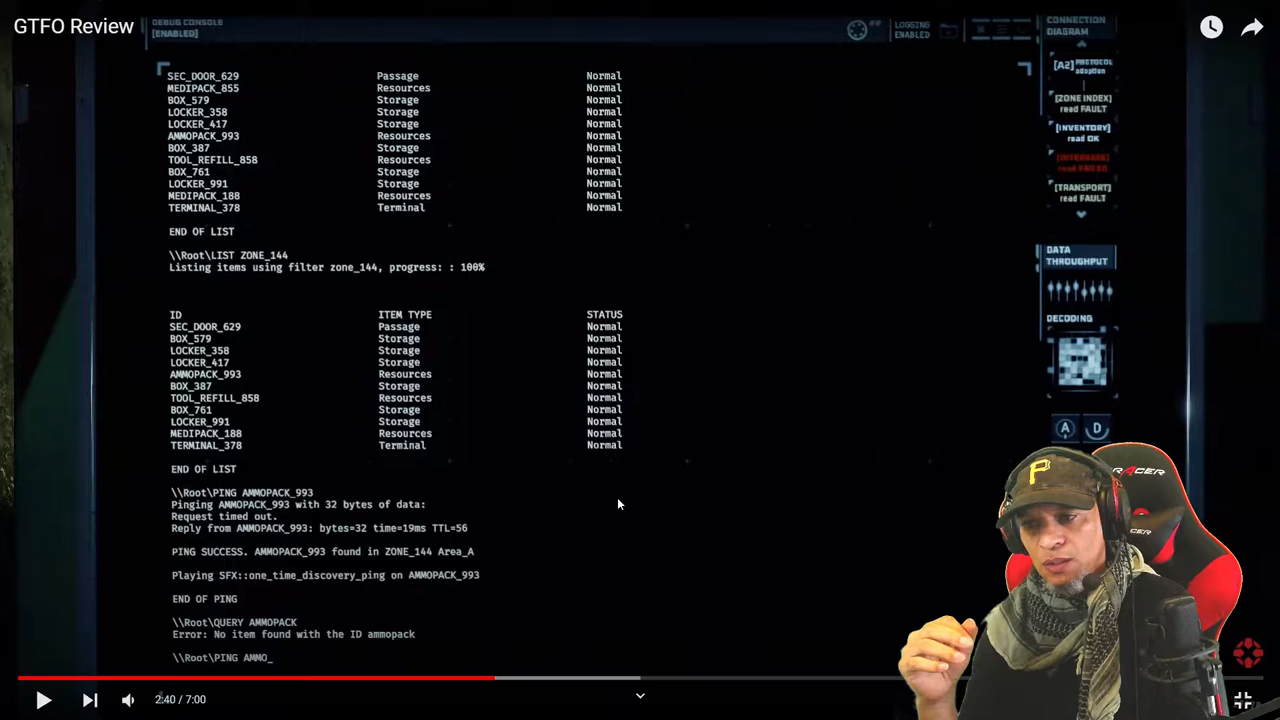 GTFO Review
DEBUG CONSOLE
[ENABLED]
LOGGING
ENABLED
CONNECTION
DIAGRAM
SEC_DOOR_629 Passage Normal
MEDIPACK_855 Resources Normal
BOX_579 Storage Normal
LOCKER_358 Storage Normal
LOCKER_417 Storage Normal
AMMOPACK_993 Resources Normal
BOX_387 Storage Normal
TOOL_REFILL_858 Resources Normal
BOX_761 Storage Normal
LOCKER_991 Storage Normal
MEDIPACK_188 Resources Normal
TERMINAL_378 Terminal Normal
END OF LIST
\\Root\LIST ZONE_144
Listing items using filter zone_144, progress: : 100%
ID ITEM TYPE STATUS
SEC_DOOR_629 Passage Normal
BOX_579 Storage Normal
LOCKER_358 Storage Normal
LOCKER_417 Storage Normal
AMMOPACK_993 Resources Normal
BOX_387 Storage Normal
TOOL_REFILL_858 Resources Normal
BOX_761 Storage Normal
LOCKER_991 Storage Normal
MEDIPACK_188 Resources Normal
TERMINAL_378 Terminal Normal
END OF LIST
\\Root\PING AMMOPACK_993
Pinging AMMOPACK_993 with 32 bytes of data:
Request timed out.
Reply from AMMOPACK_993: bytes=32 time=19ms TTL=56
PING SUCCESS. AMMOPACK_993 found in ZONE_144 Area_A
Playing SFX::one_time_discovery_ping on AMMOPACK_993
END OF PING
\\Root\QUERY AMMOPACK
Error: No item found with the ID ammopack
\\Root\PING AMMO_
[A2] PROTOCOL
adaption
[ZONE INDEX]
read FAULT
[INVENTORY]
read OK
read FAILED
[TRANSPORT]
read FAULT
DATA
THROUGHPUT
DECODING
A D
P
2:40 / 7:00